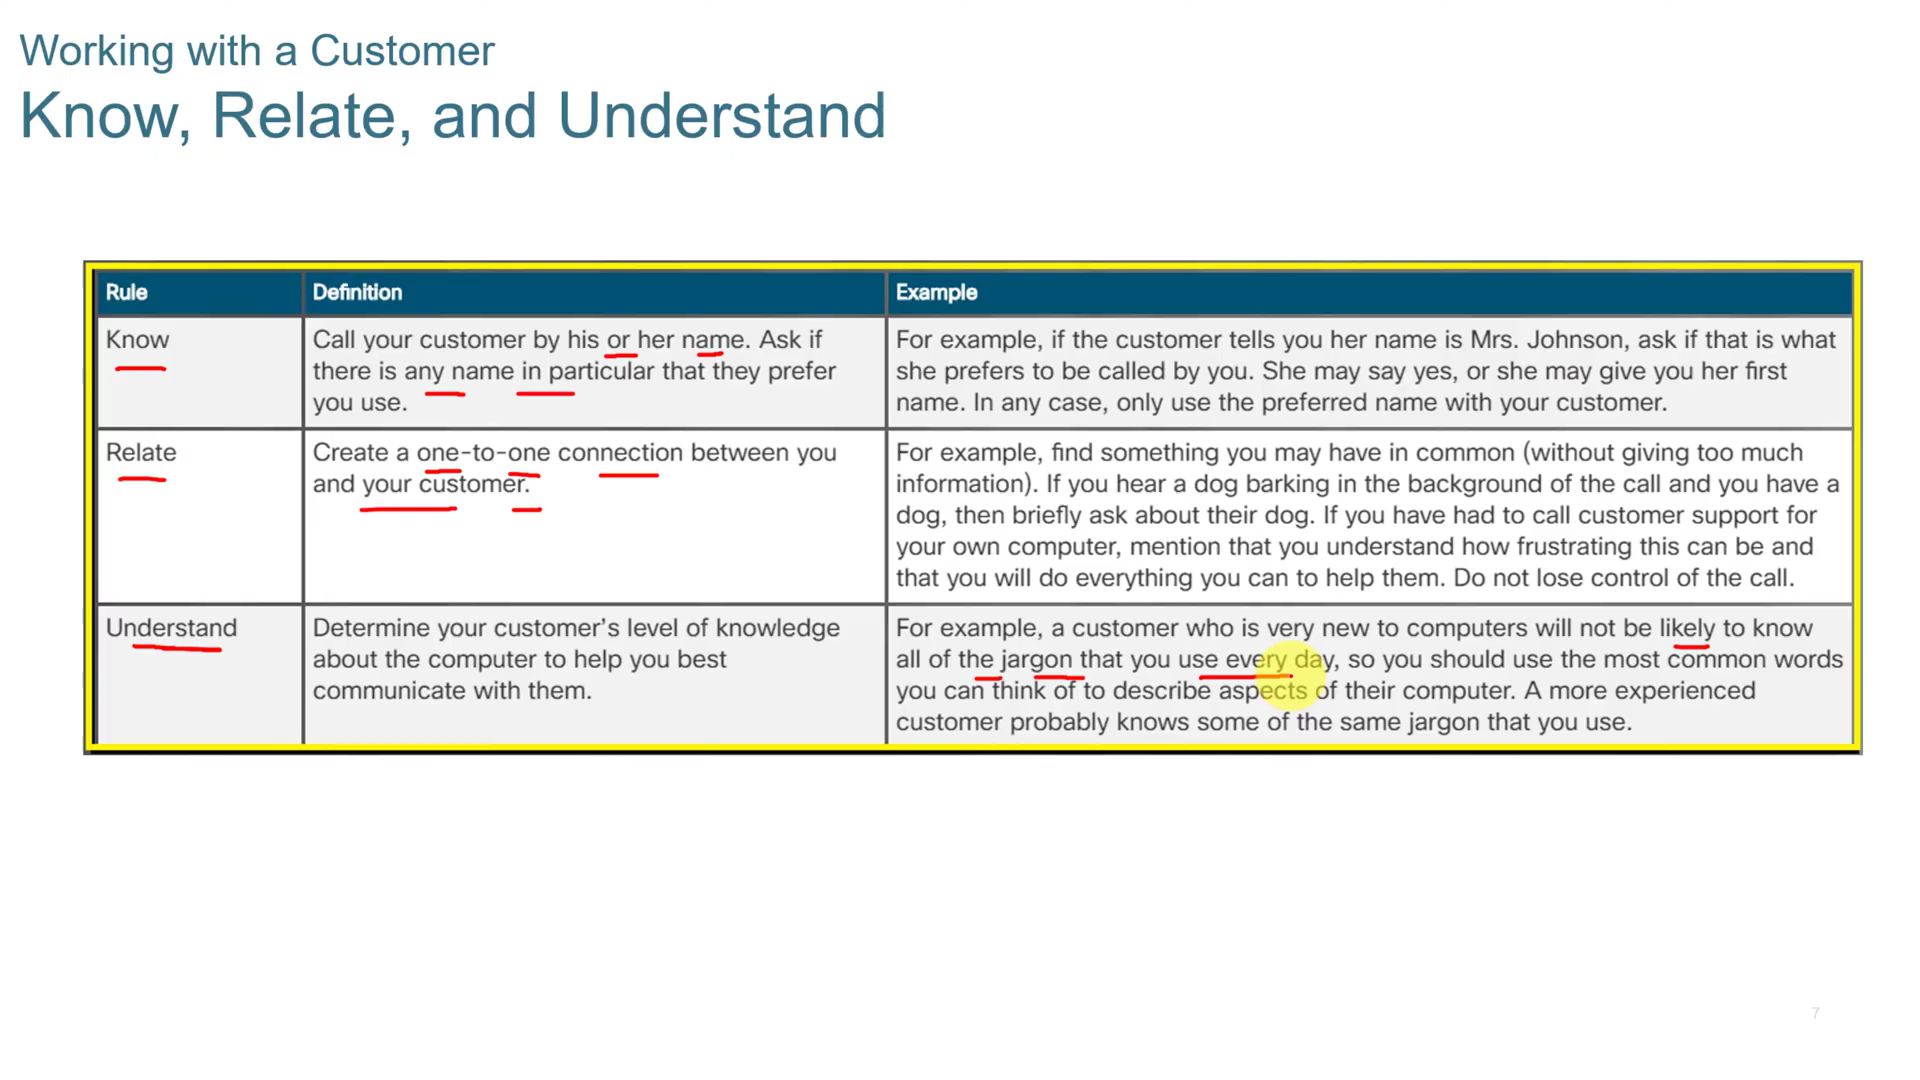 Working with a Customer
Know, Relate, and Understand
Rule
Definition
Example
Know
Call your customer by his or her name. Ask if
there is any name in particular that they prefer
you use.
For example, if the customer tells you her name is Mrs. Johnson, ask if that is what
she prefers to be called by you. She may say yes, or she may give you her first
name. In any case, only use the preferred name with your customer.
Relate
Create a one-to-one connection between you
and your customer.
For example, find something you may have in common (without giving too much
information). If you hear a dog barking in the background of the call and you have a
dog, then briefly ask about their dog. If you have had to call customer support for
your own computer, mention that you understand how frustrating this can be and
that you will do everything you can to help them. Do not lose control of the call.
Understand
Determine your customer’s level of knowledge
about the computer to help you best
communicate with them.
For example, a customer who is very new to computers will not be likely to know
all of the jargon that you use every day, so you should use the most common words
you can think of to describe aspects of their computer. A more experienced
customer probably knows some of the same jargon that you use.
7